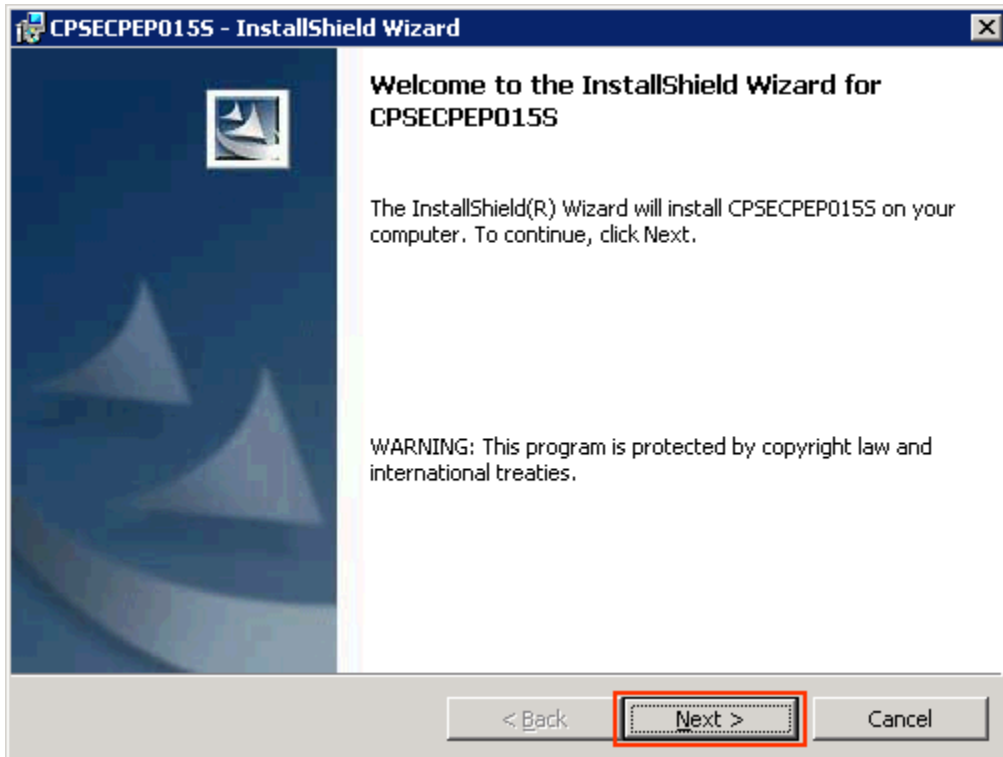 CPSECPEP015S - InstallShield Wizard
Welcome to the InstallShield Wizard for
CPSECPEP015S
The InstallShield(R) Wizard will install CPSECPEP015S on your
computer. To continue, click Next.
WARNING: This program is protected by copyright law and
international treaties.
< Back
Next >
Cancel